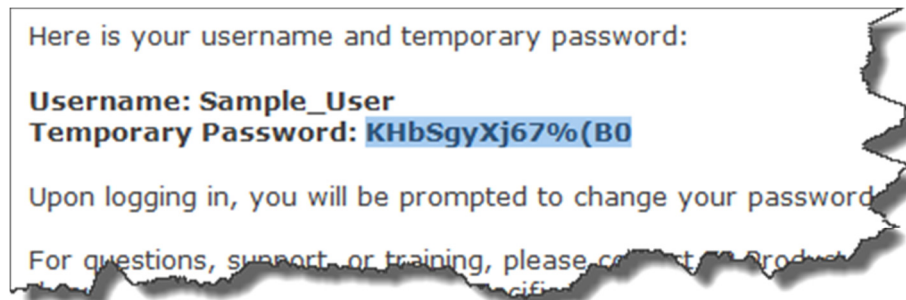 Here is your username and temporary password:
Username: Sample_User
Temporary Password: KHbSgyXj67%(B0
Upon logging in, you will be prompted to change your password
For questions, support, or training, please